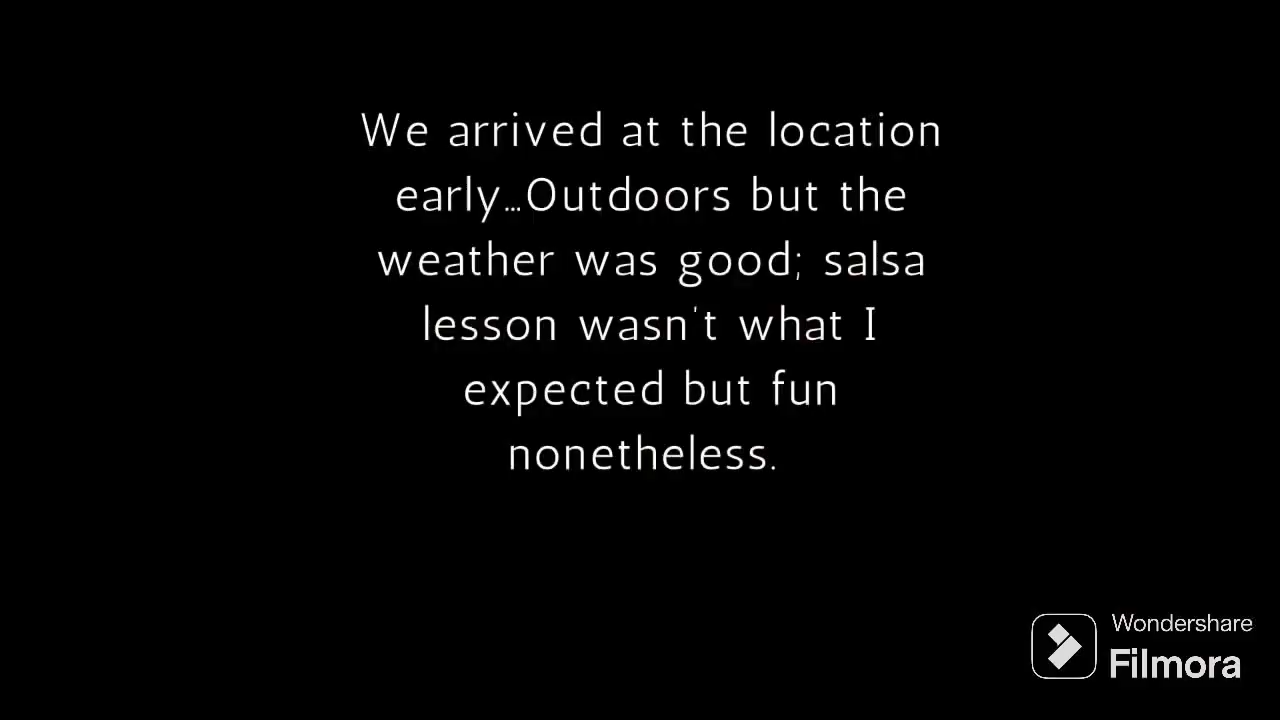 We arrived at the location
early...Outdoors but the
weather was good; salsa
lesson wasn't what I
expected but fun
nonetheless.
Wondershare
Filmora